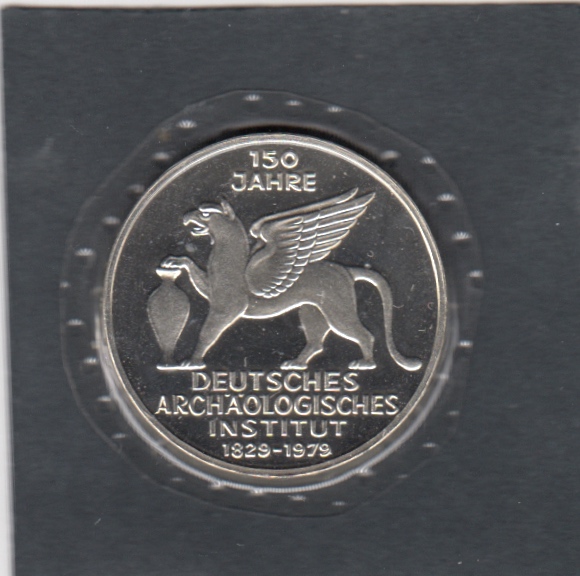 150
JAHRE
DEUTSCHES
ARCHÄOLOGISCHES
INSTITUT
1829-1979